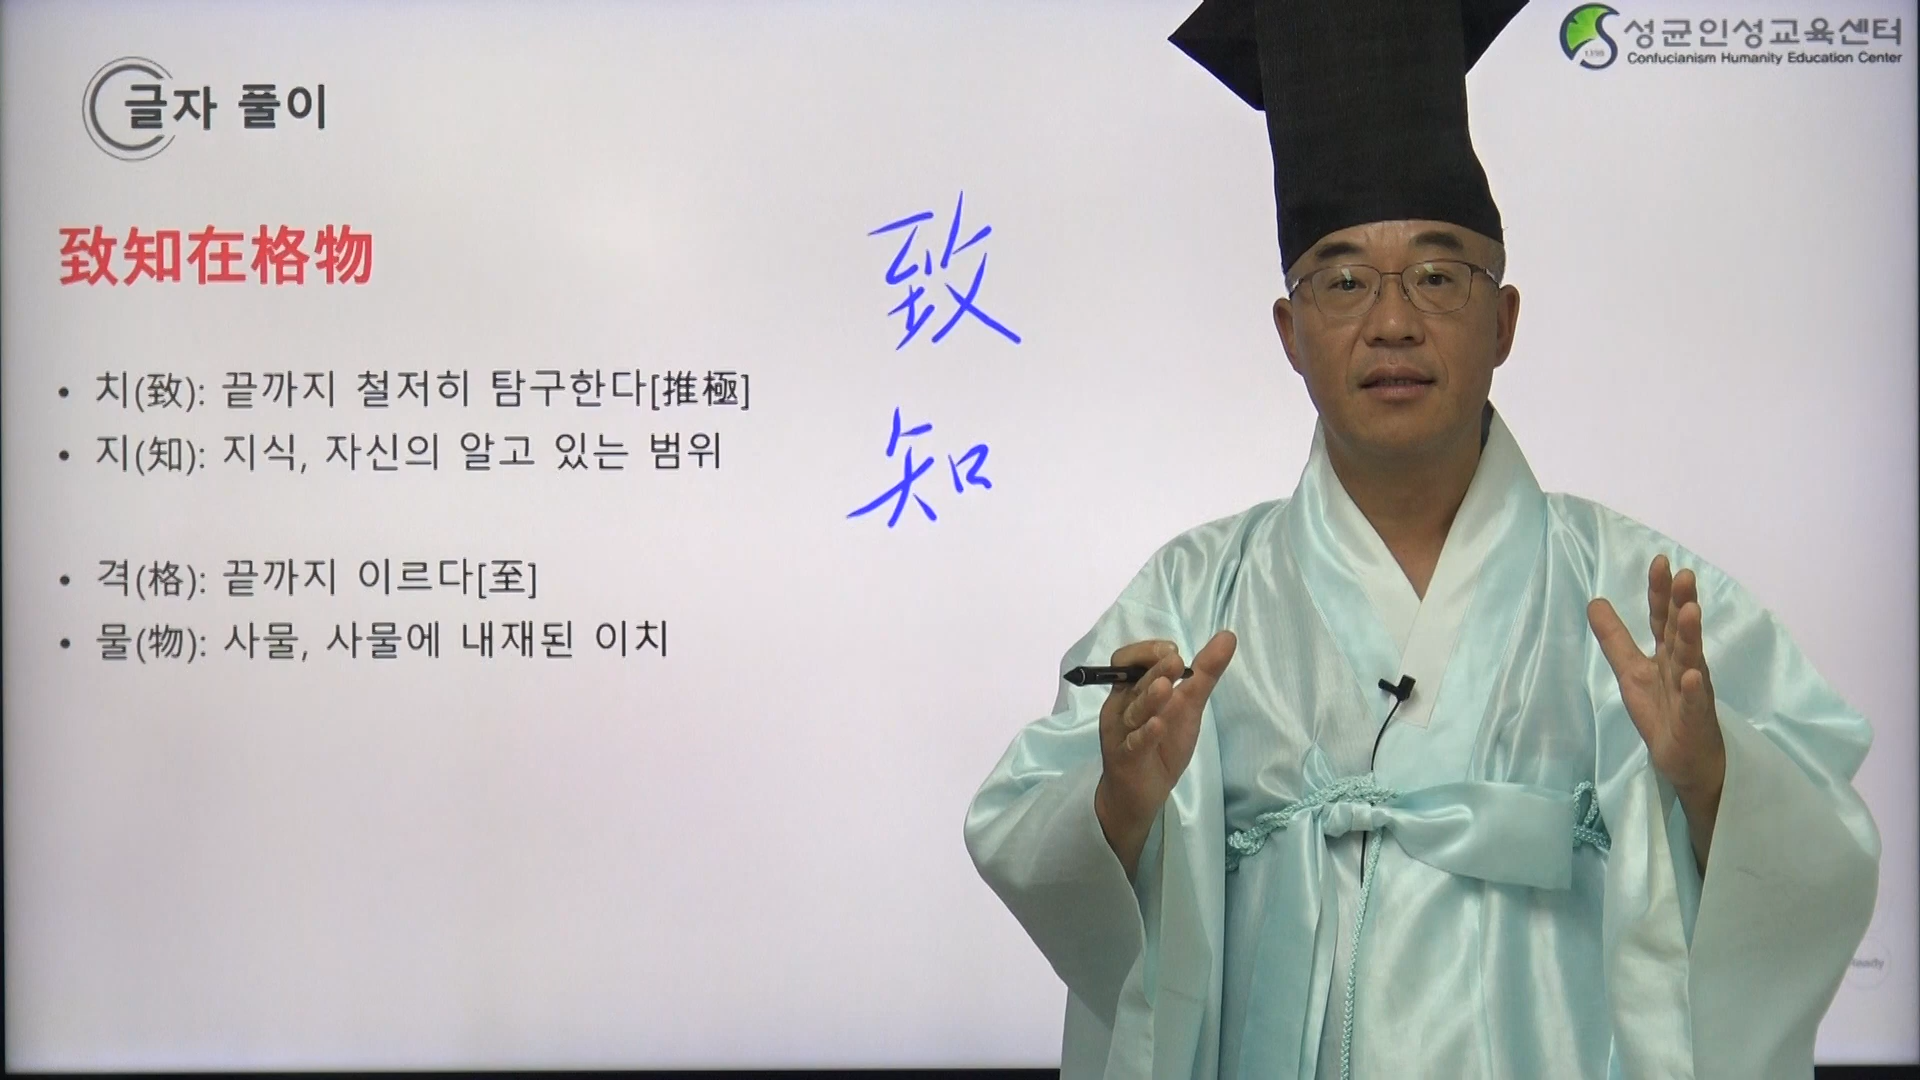 글자 풀이
성균인성교육센터
Confucianism Humanity Education Center
1398
致知在格物
• 치(致): 끝까지 철저히 탐구한다[推極]
• 지(知): 지식, 자신의 알고 있는 범위
• 격(格): 끝까지 이르다[至]
• 물(物): 사물, 사물에 내재된 이치
致
知
Ready